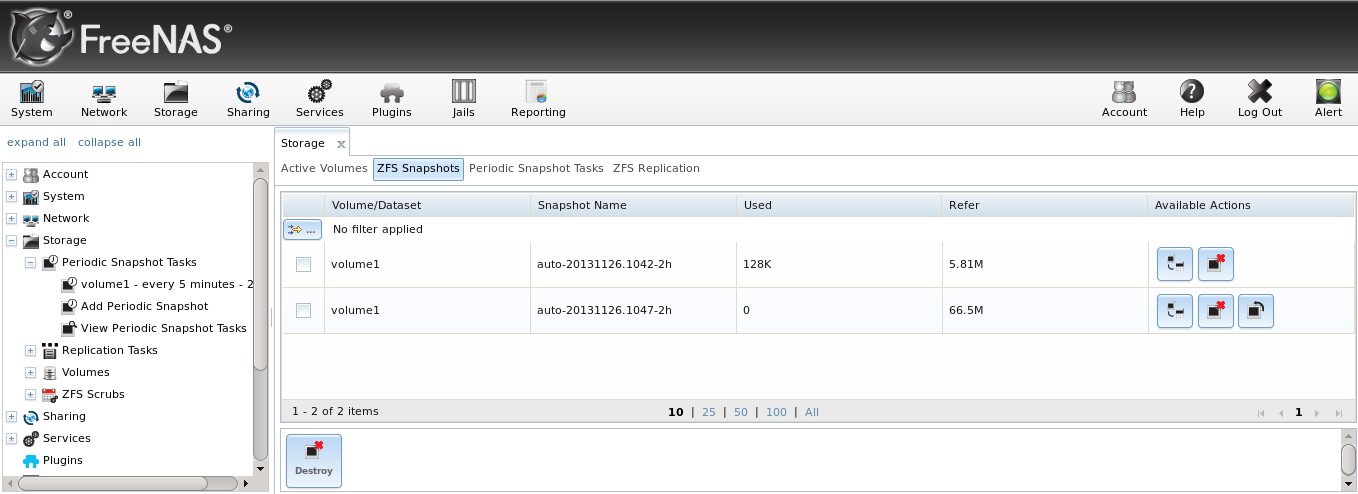 FreeNAS®
System Network Storage Sharing Services Plugins Jails Reporting Account Help Log Out Alert
expand all collapse all
Storage x
Active Volumes ZFS Snapshots Periodic Snapshot Tasks ZFS Replication
Account
System
Network
Storage
Periodic Snapshot Tasks
volume1 - every 5 minutes - 2
Add Periodic Snapshot
View Periodic Snapshot Tasks
Replication Tasks
Volumes
ZFS Scrubs
Sharing
Services
Plugins
Volume/Dataset Snapshot Name Used Refer Available Actions
... No filter applied
volume1 auto-20131126.1042-2h 128K 5.81M
volume1 auto-20131126.1047-2h 0 66.5M
1 - 2 of 2 items 10 | 25 | 50 | 100 | All 1
Destroy